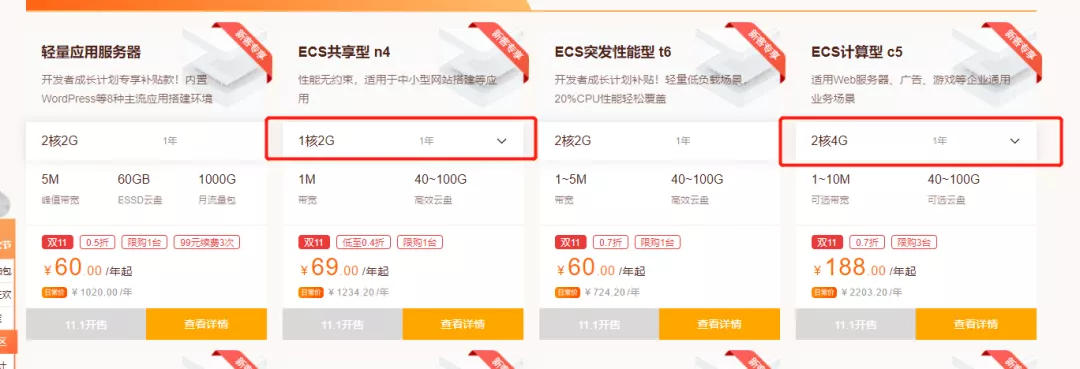 轻量应用服务器
新客专享
开发者成长计划专享补贴款！内置
WordPress等8种主流应用搭建环境
2核2G 1年
5M 60GB 1000G
峰值带宽 ESSD云盘 月流量包
双11 0.5折 限购1台 99元续费3次
¥60.00 /年起
日常价 ¥1020.00 /年
11.1开售 查看详情
ECS共享型 n4
新客专享
性能无约束，适用于中小型网站搭建等应
用
1核2G 1年
1M 40~100G
带宽 高效云盘
双11 低至0.4折 限购1台
¥69.00 /年起
日常价 ¥1234.20 /年
11.1开售 查看详情
ECS突发性能型 t6
新客专享
开发者成长计划补贴！轻量低负载场景，
20%CPU性能轻松覆盖
2核2G 1年
1~5M 40~100G
带宽 高效云盘
双11 0.7折 限购1台
¥60.00 /年起
日常价 ¥724.20 /年
11.1开售 查看详情
ECS计算型 c5
新客专享
适用Web服务器、广告、游戏等企业通用
业务场景
2核4G 1年
1~10M 40~100G
可选带宽 可选云盘
双11 0.7折 限购3台
¥188.00 /年起
日常价 ¥2203.20 /年
11.1开售 查看详情